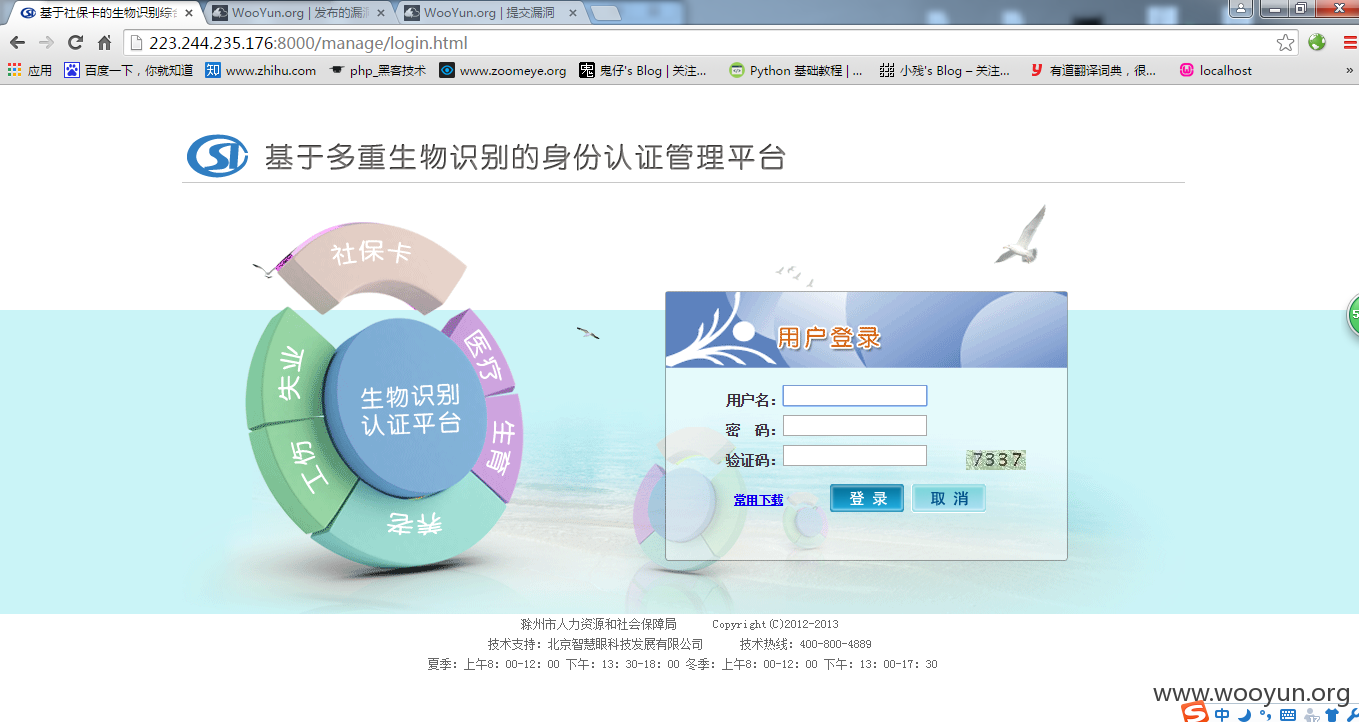 基于社保卡的生物识别综合
WooYun.org | 发布的漏洞
WooYun.org | 提交漏洞
223.244.235.176:8000/manage/login.html
应用 百度一下，你就知道 www.zhihu.com php_黑客技术 www.zoomeye.org 鬼仔's Blog | 关注... Python 基础教程 | ... 小残's Blog – 关注... 有道翻译词典，很... localhost »
CSI 基于多重生物识别的身份认证管理平台
社保卡
医疗
失业
生物识别
认证平台
生育
工伤
养老
用户登录
用户名：
密 码：
验证码： 7337
常用下载 登 录 取 消
滁州市人力资源和社会保障局 Copyright(C)2012-2013
技术支持：北京智慧眼科技发展有限公司 技术热线：400-800-4889
夏季：上午8：00-12：00 下午：13：30-18：00 冬季：上午8：00-12：00 下午：13：00-17：30
www.wooyun.org
S 中